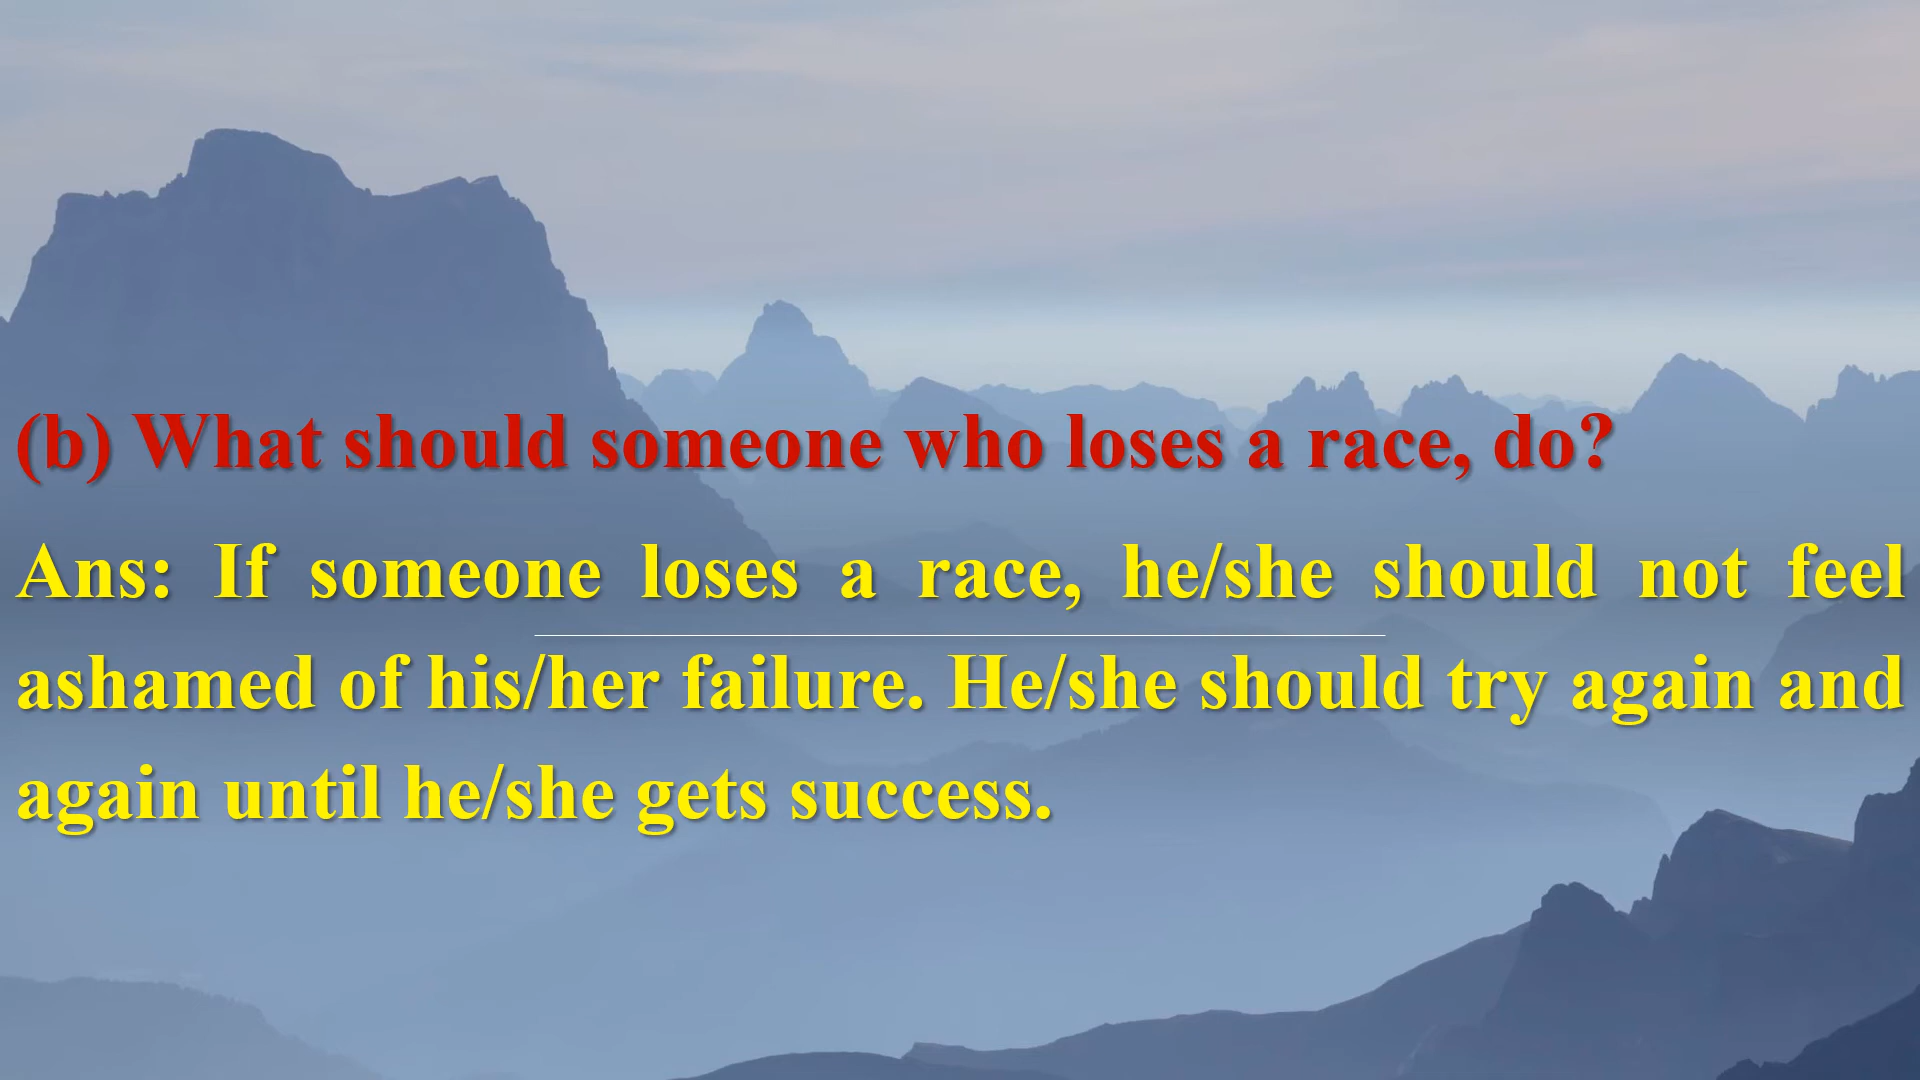 (b) What should someone who loses a race, do?
Ans: If someone loses a race, he/she should not feel
ashamed of his/her failure. He/she should try again and
again until he/she gets success.